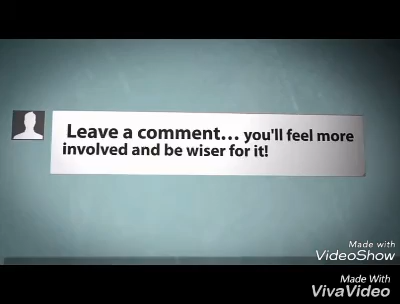 Leave a comment... you'll feel more
involved and be wiser for it!
Made with
VideoShow
Made With
VivaVideo